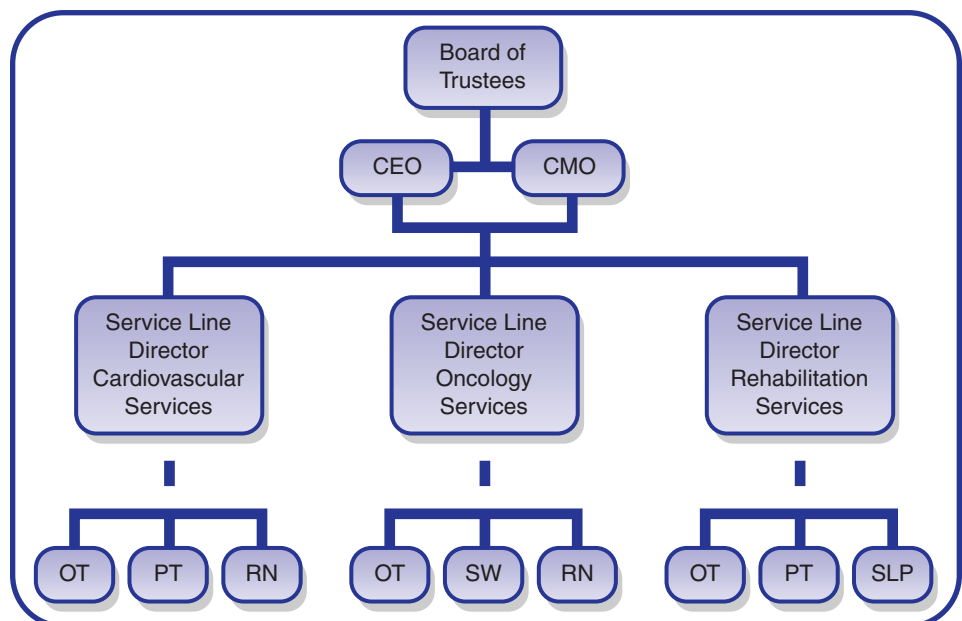 Board of
Trustees
CEO
CMO
Service Line
Director
Cardiovascular
Services
Service Line
Director
Oncology
Services
Service Line
Director
Rehabilitation
Services
OT
PT
RN
OT
SW
RN
OT
PT
SLP